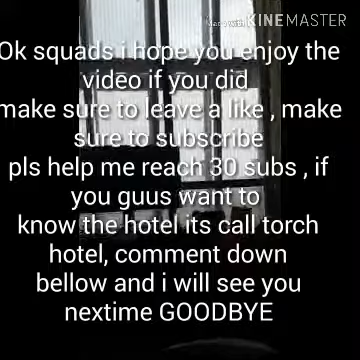 Made with KINEMASTER
Ok squads i hope you enjoy the
video if you did
make sure to leave a like , make
sure to subscribe
pls help me reach 30 subs , if
you guus want to
know the hotel its call torch
hotel, comment down
bellow and i will see you
nextime GOODBYE